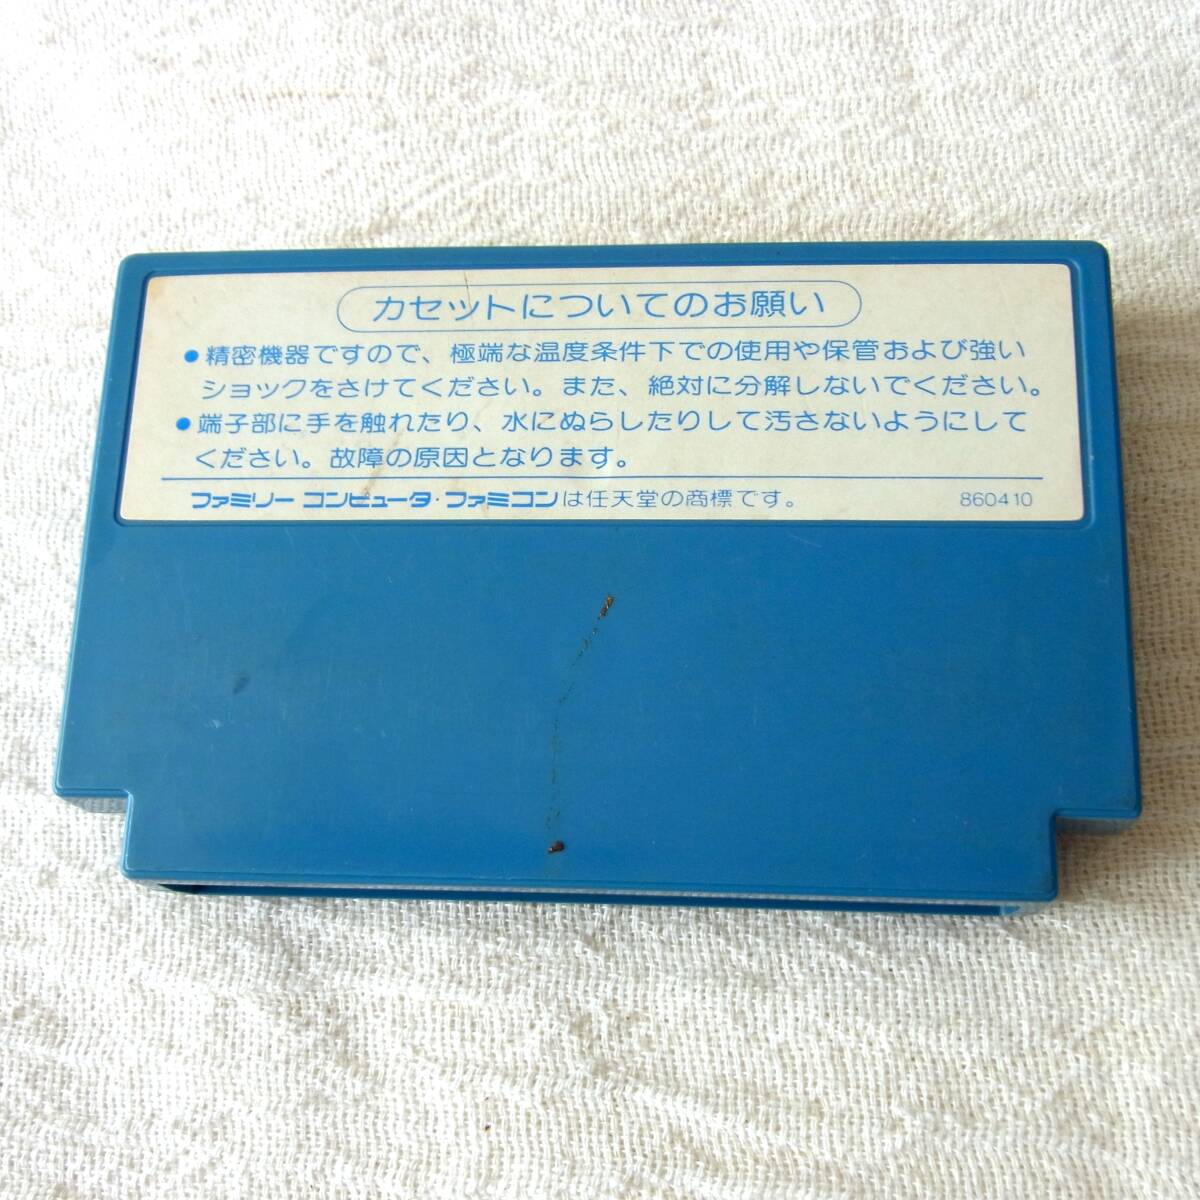 カセットについてのお願い
●精密機器ですので、極端な温度条件下での使用や保管および強い
ショックをさけてください。また、絶対に分解しないでください。
●端子部に手を触れたり、水にぬらしたりして汚さないようにして
ください。故障の原因となります。
ファミリー コンピュータ・ファミコンは任天堂の商標です。 860410